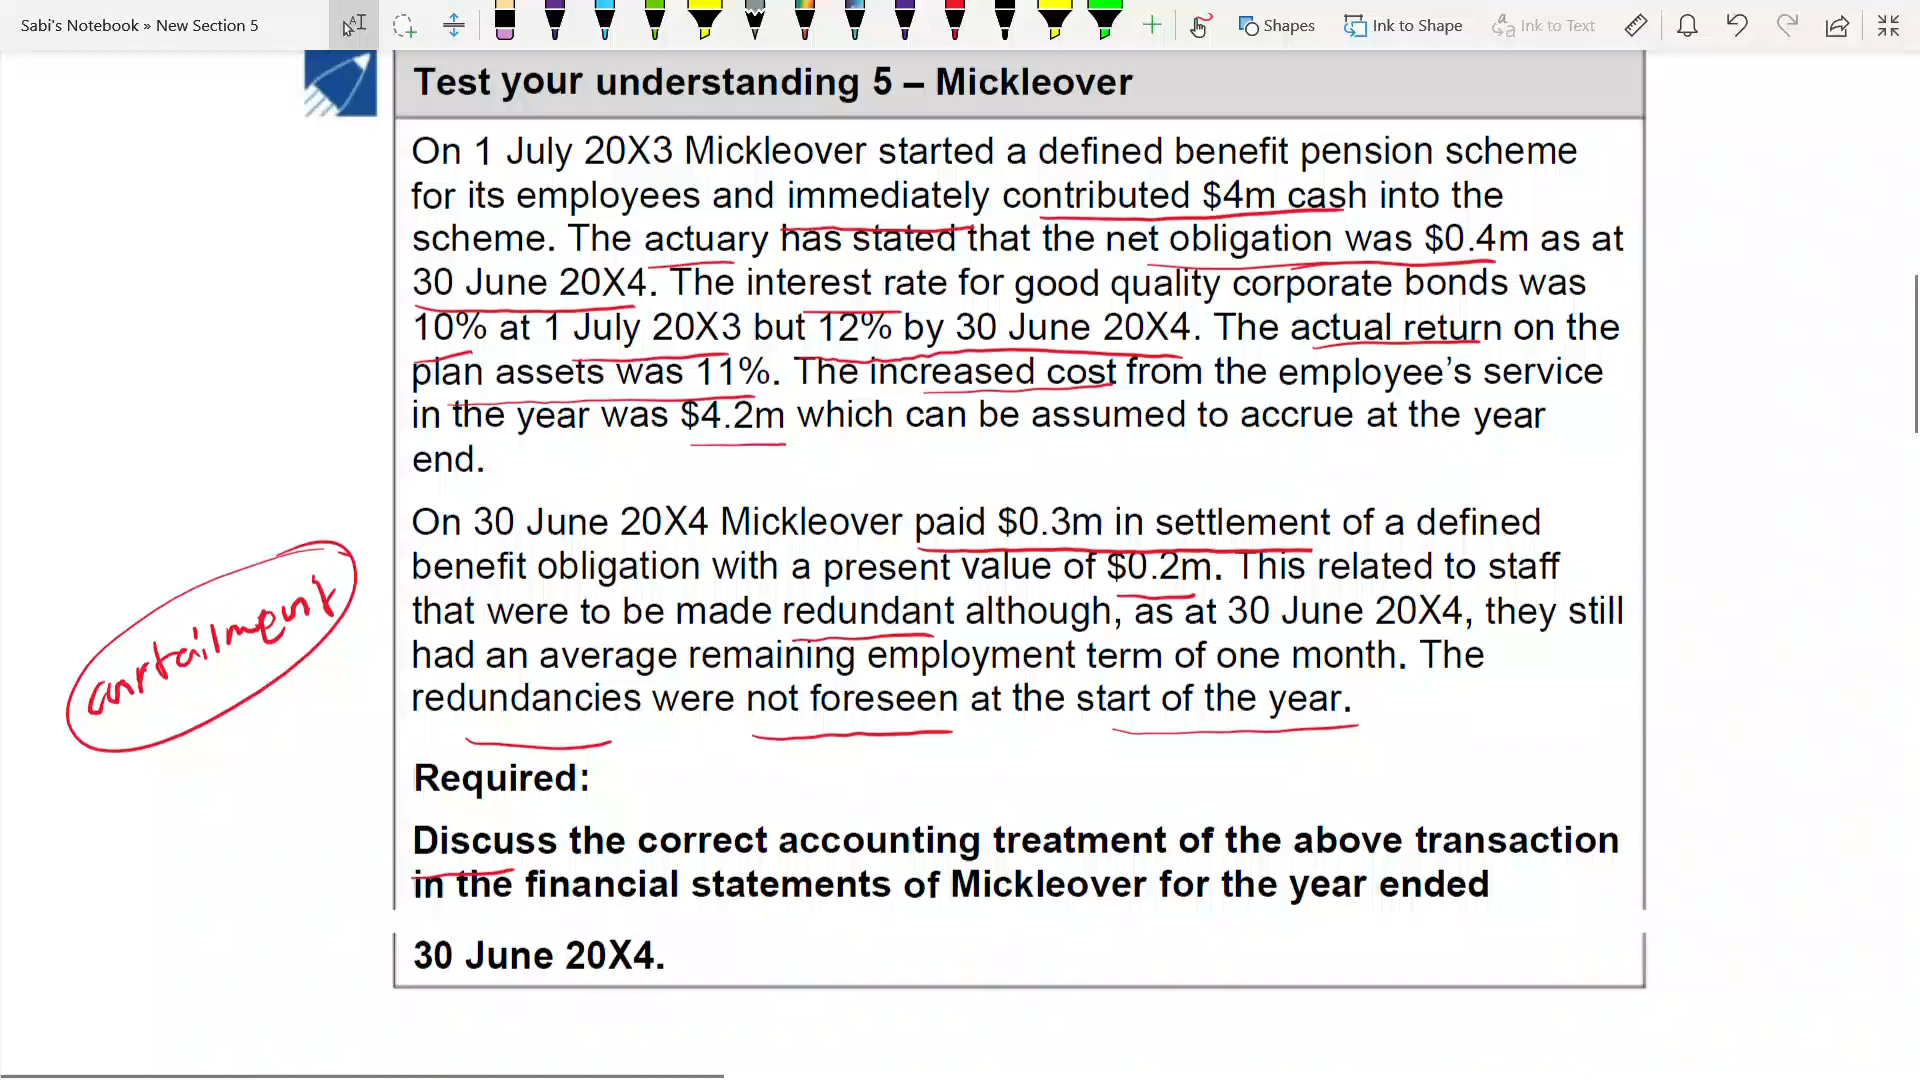 Sabi's Notebook » New Section 5
Shapes
Ink to Shape
Ink to Text
Test your understanding 5 – Mickleover
On 1 July 20X3 Mickleover started a defined benefit pension scheme
for its employees and immediately contributed $4m cash into the
scheme. The actuary has stated that the net obligation was $0.4m as at
30 June 20X4. The interest rate for good quality corporate bonds was
10% at 1 July 20X3 but 12% by 30 June 20X4. The actual return on the
plan assets was 11%. The increased cost from the employee's service
in the year was $4.2m which can be assumed to accrue at the year
end.
On 30 June 20X4 Mickleover paid $0.3m in settlement of a defined
benefit obligation with a present value of $0.2m. This related to staff
that were to be made redundant although, as at 30 June 20X4, they still
had an average remaining employment term of one month. The
redundancies were not foreseen at the start of the year.
curtailment
Required:
Discuss the correct accounting treatment of the above transaction
in the financial statements of Mickleover for the year ended
30 June 20X4.